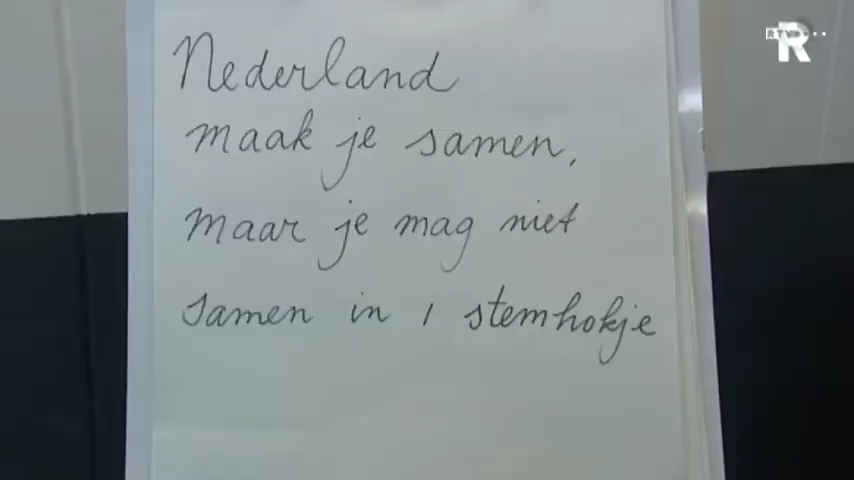 Nederland
maak je samen,
maar je mag niet
samen in 1 stemhokje